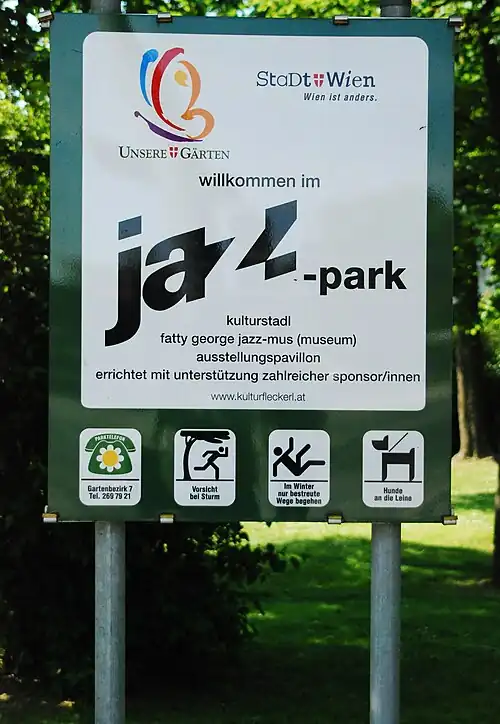 StaDt Wien
Wien ist anders.
UNSERE GÄRTEN
willkommen im
jazz-park
kulturstadl
fatty george jazz-mus (museum)
ausstellungspavillon
errichtet mit unterstützung zahlreicher sponsor/innen
www.kulturfleckerl.at
PARKTELEFON
Gartenbezirk 7
Tel. 269 79 21
Vorsicht
bei Sturm
Im Winter
nur bestreute
Wege begehen
Hunde
an die Leine